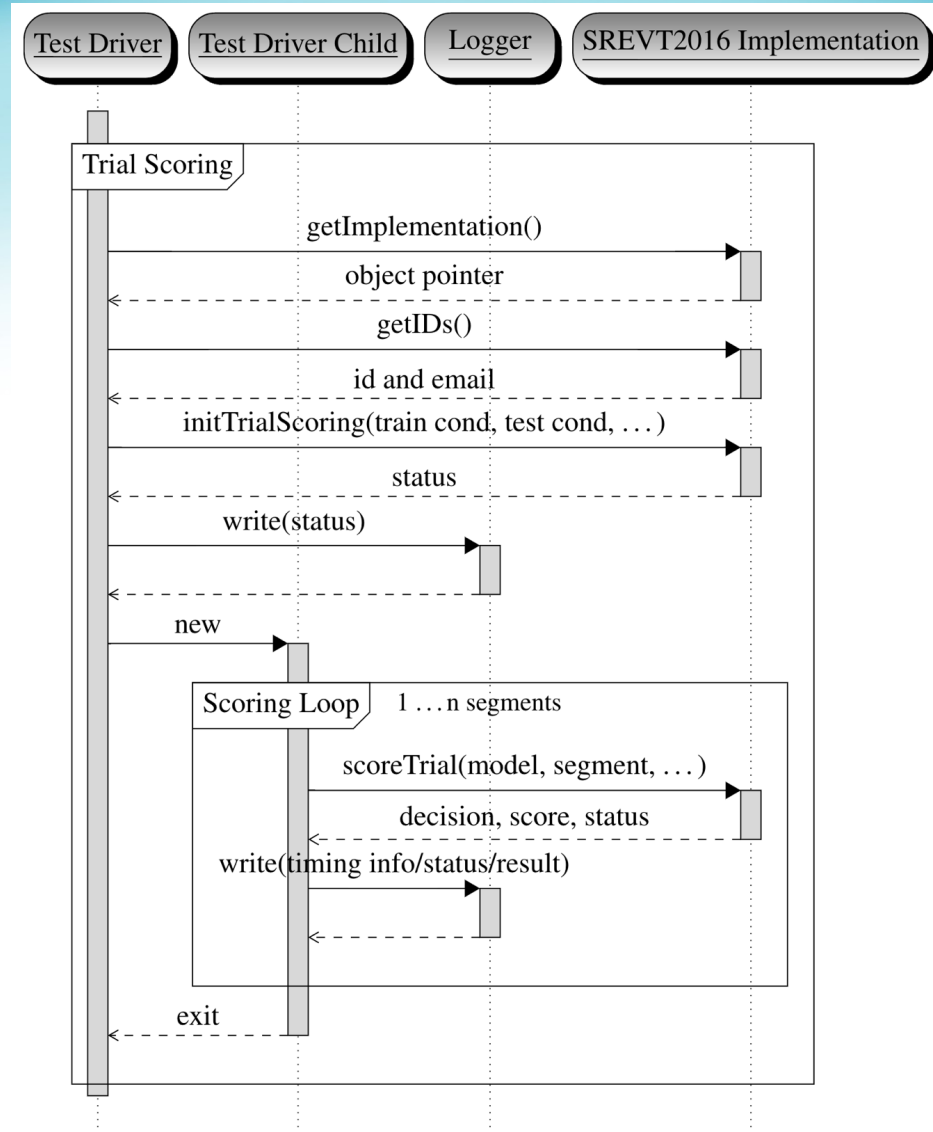 Test Driver
Test Driver Child
Logger
SREVT2016 Implementation
Trial Scoring
getImplementation()
object pointer
getIDs()
id and email
initTrialScoring(train cond, test cond, …)
status
write(status)
new
Scoring Loop
1 …n segments
scoreTrial(model, segment, …)
decision, score, status
write(timing info/status/result)
exit